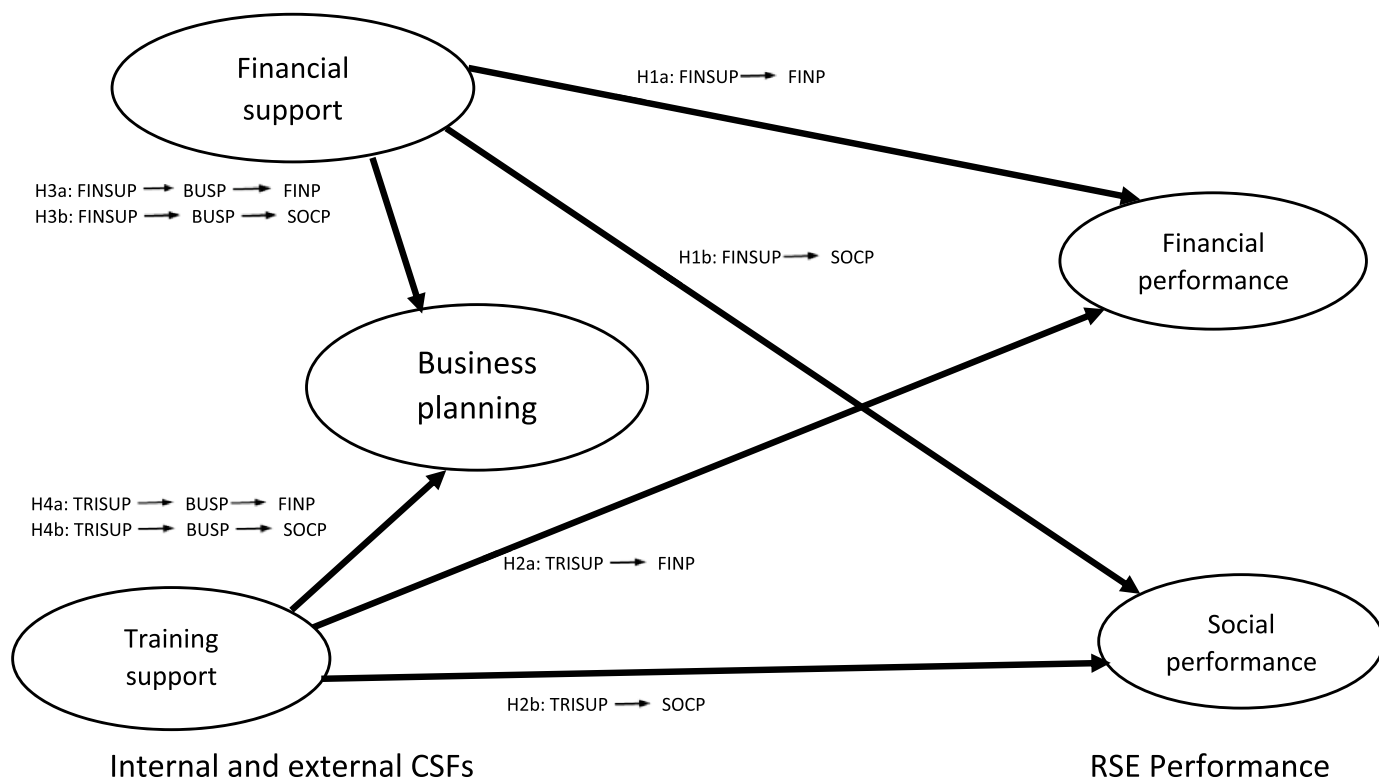 Financial
support
H1a: FINSUP → FINP
H3a: FINSUP → BUSP → FINP
H3b: FINSUP → BUSP → SOCP
H1b: FINSUP → SOCP
Financial
performance
Business
planning
H4a: TRISUP → BUSP → FINP
H4b: TRISUP → BUSP → SOCP
H2a: TRISUP → FINP
Training
support
Social
performance
H2b: TRISUP → SOCP
Internal and external CSFs
RSE Performance